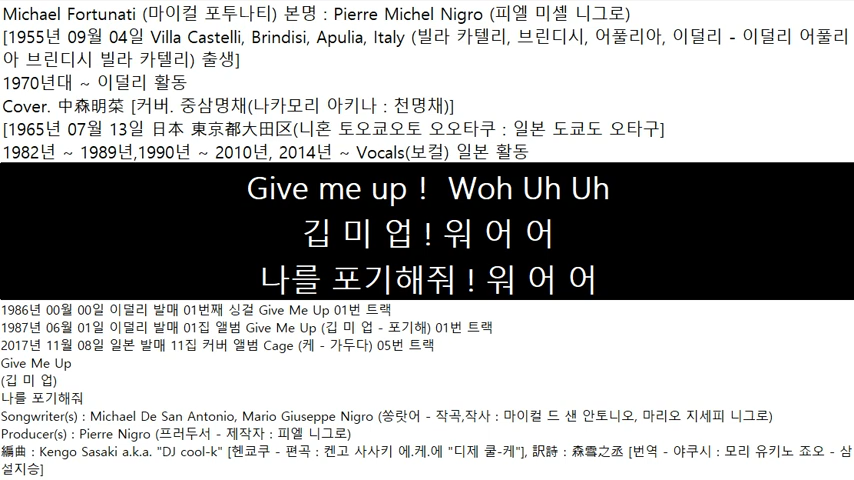 Michael Fortunati (마이컬 포투나티) 본명 : Pierre Michel Nigro (피엘 미셸 니그로)
[1955년 09월 04일 Villa Castelli, Brindisi, Apulia, Italy (빌라 카텔리, 브린디시, 어풀리아, 이덜리 - 이덜리 어풀리
아 브린디시 빌라 카텔리) 출생]
1970년대 ~ 이덜리 활동
Cover. 中森明菜 [커버. 중삼명채(나카모리 아키나 : 천명채)]
[1965년 07월 13일 日本 東京都大田区(니혼 토오쿄오토 오오타쿠 : 일본 도쿄도 오타구]
1982년 ~ 1989년,1990년 ~ 2010년, 2014년 ~ Vocals(보컬) 일본 활동
Give me up ! Woh Uh Uh
깁 미 업 ! 워 어 어
나를 포기해줘 ! 워 어 어
1986년 00월 00일 이덜리 발매 01번째 싱걸 Give Me Up 01번 트랙
1987년 06월 01일 이덜리 발매 01집 앨범 Give Me Up (깁 미 업 - 포기해) 01번 트랙
2017년 11월 08일 일본 발매 11집 커버 앨범 Cage (케 - 가두다) 05번 트랙
Give Me Up
(깁 미 업)
나를 포기해줘
Songwriter(s) : Michael De San Antonio, Mario Giuseppe Nigro (쏭랏어 - 작곡,작사 : 마이컬 드 샌 안토니오, 마리오 지세피 니그로)
Producer(s) : Pierre Nigro (프러두서 - 제작자 : 피엘 니그로)
編曲 : Kengo Sasaki a.k.a. "DJ cool-k" [헨쿄쿠 - 편곡 : 켄고 사사키 에.케.에 "디제 쿨-케"], 訳詩 : 森雪之丞 [번역 - 야쿠시 : 모리 유키노 죠오 - 삼
설지승]